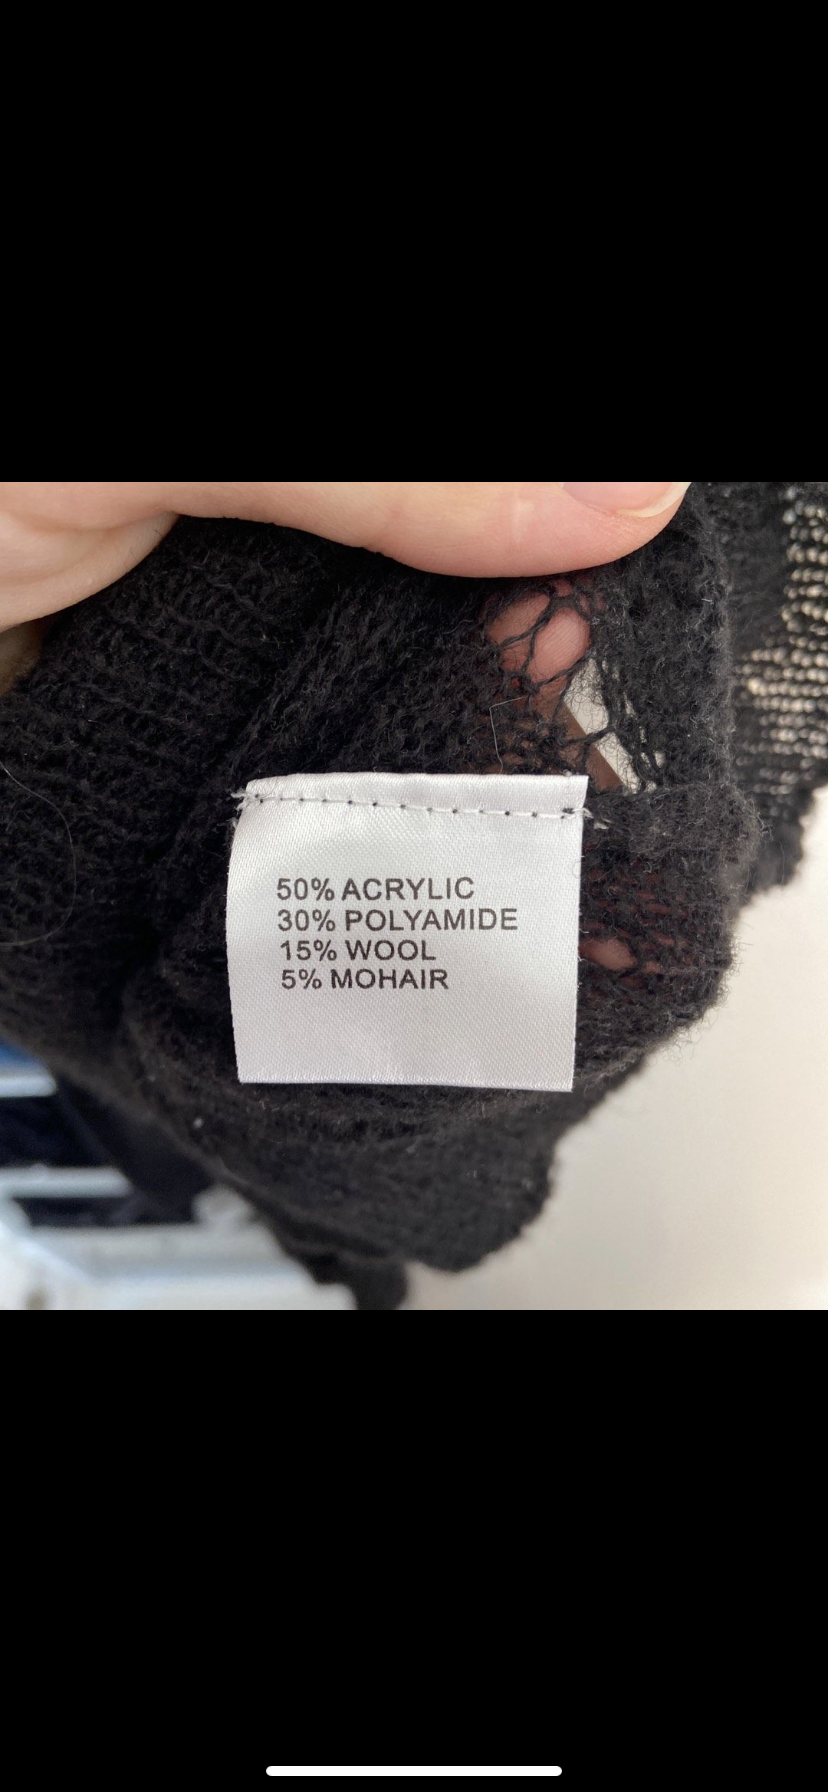 50% ACRYLIC
30% POLYAMIDE
15% WOOL
5% MOHAIR